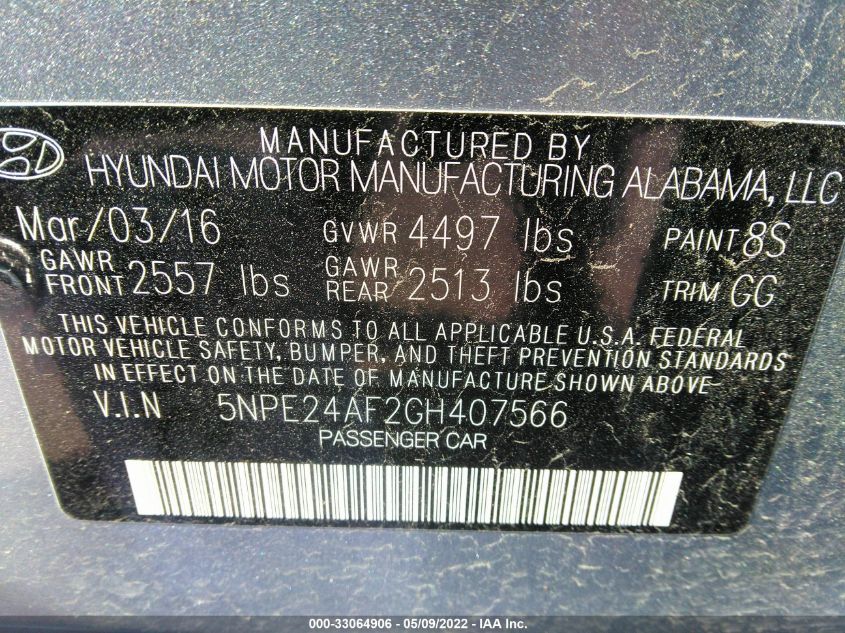 MANUFACTURED BY
HYUNDAI MOTOR MANUFACTURING ALABAMA, LLC
Mar/03/16 GVWR 4497 lbs PAINT 8S
GAWR FRONT 2557 lbs GAWR REAR 2513 lbs TRIM GG
THIS VEHICLE CONFORMS TO ALL APPLICABLE U.S.A. FEDERAL
MOTOR VEHICLE SAFETY, BUMPER, AND THEFT PREVENTION STANDARDS
IN EFFECT ON THE DATE OF MANUFACTURE SHOWN ABOVE
V.I.N 5NPE24AF2GH407566
PASSENGER CAR
000-33064906 - 05/09/2022 - IAA Inc.